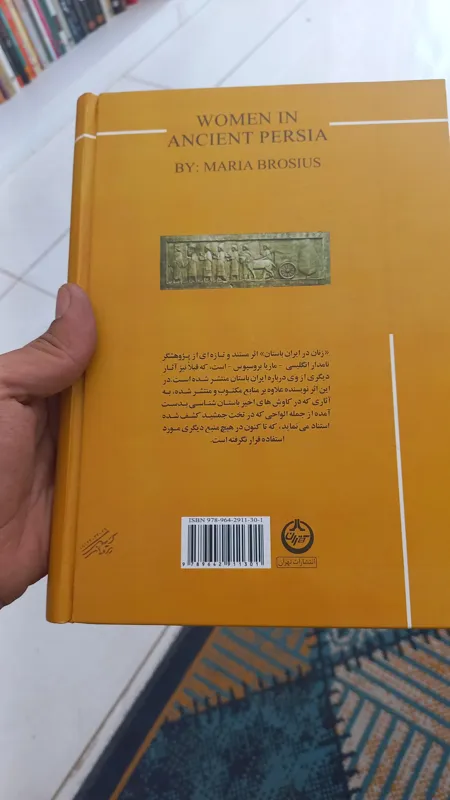 WOMEN IN
ANCIENT PERSIA
BY: MARIA BROSIUS
«زنان در ایران باستان» اثر مستند و تازه ای از پژوهشگر
نامدار انگلیسی - ماریا بروسیوس - است، که قبلا نیز آثار
دیگری از وی درباره ایران باستان منتشر شده است. در
این اثر نویسنده علاوه بر منابع مکتوب و منتشر شده، به
آثاری که در کاوش های اخیر باستان شناسی بدست
آمده از جمله الواحی که در تخت جمشید کشف شده
استناد می نماید، که تا کنون در هیچ منبع دیگری مورد
استفاده قرار نگرفته است.
ISBN 978-964-2911-30-1
9 789642 911301
تهران
انتشارات تهران